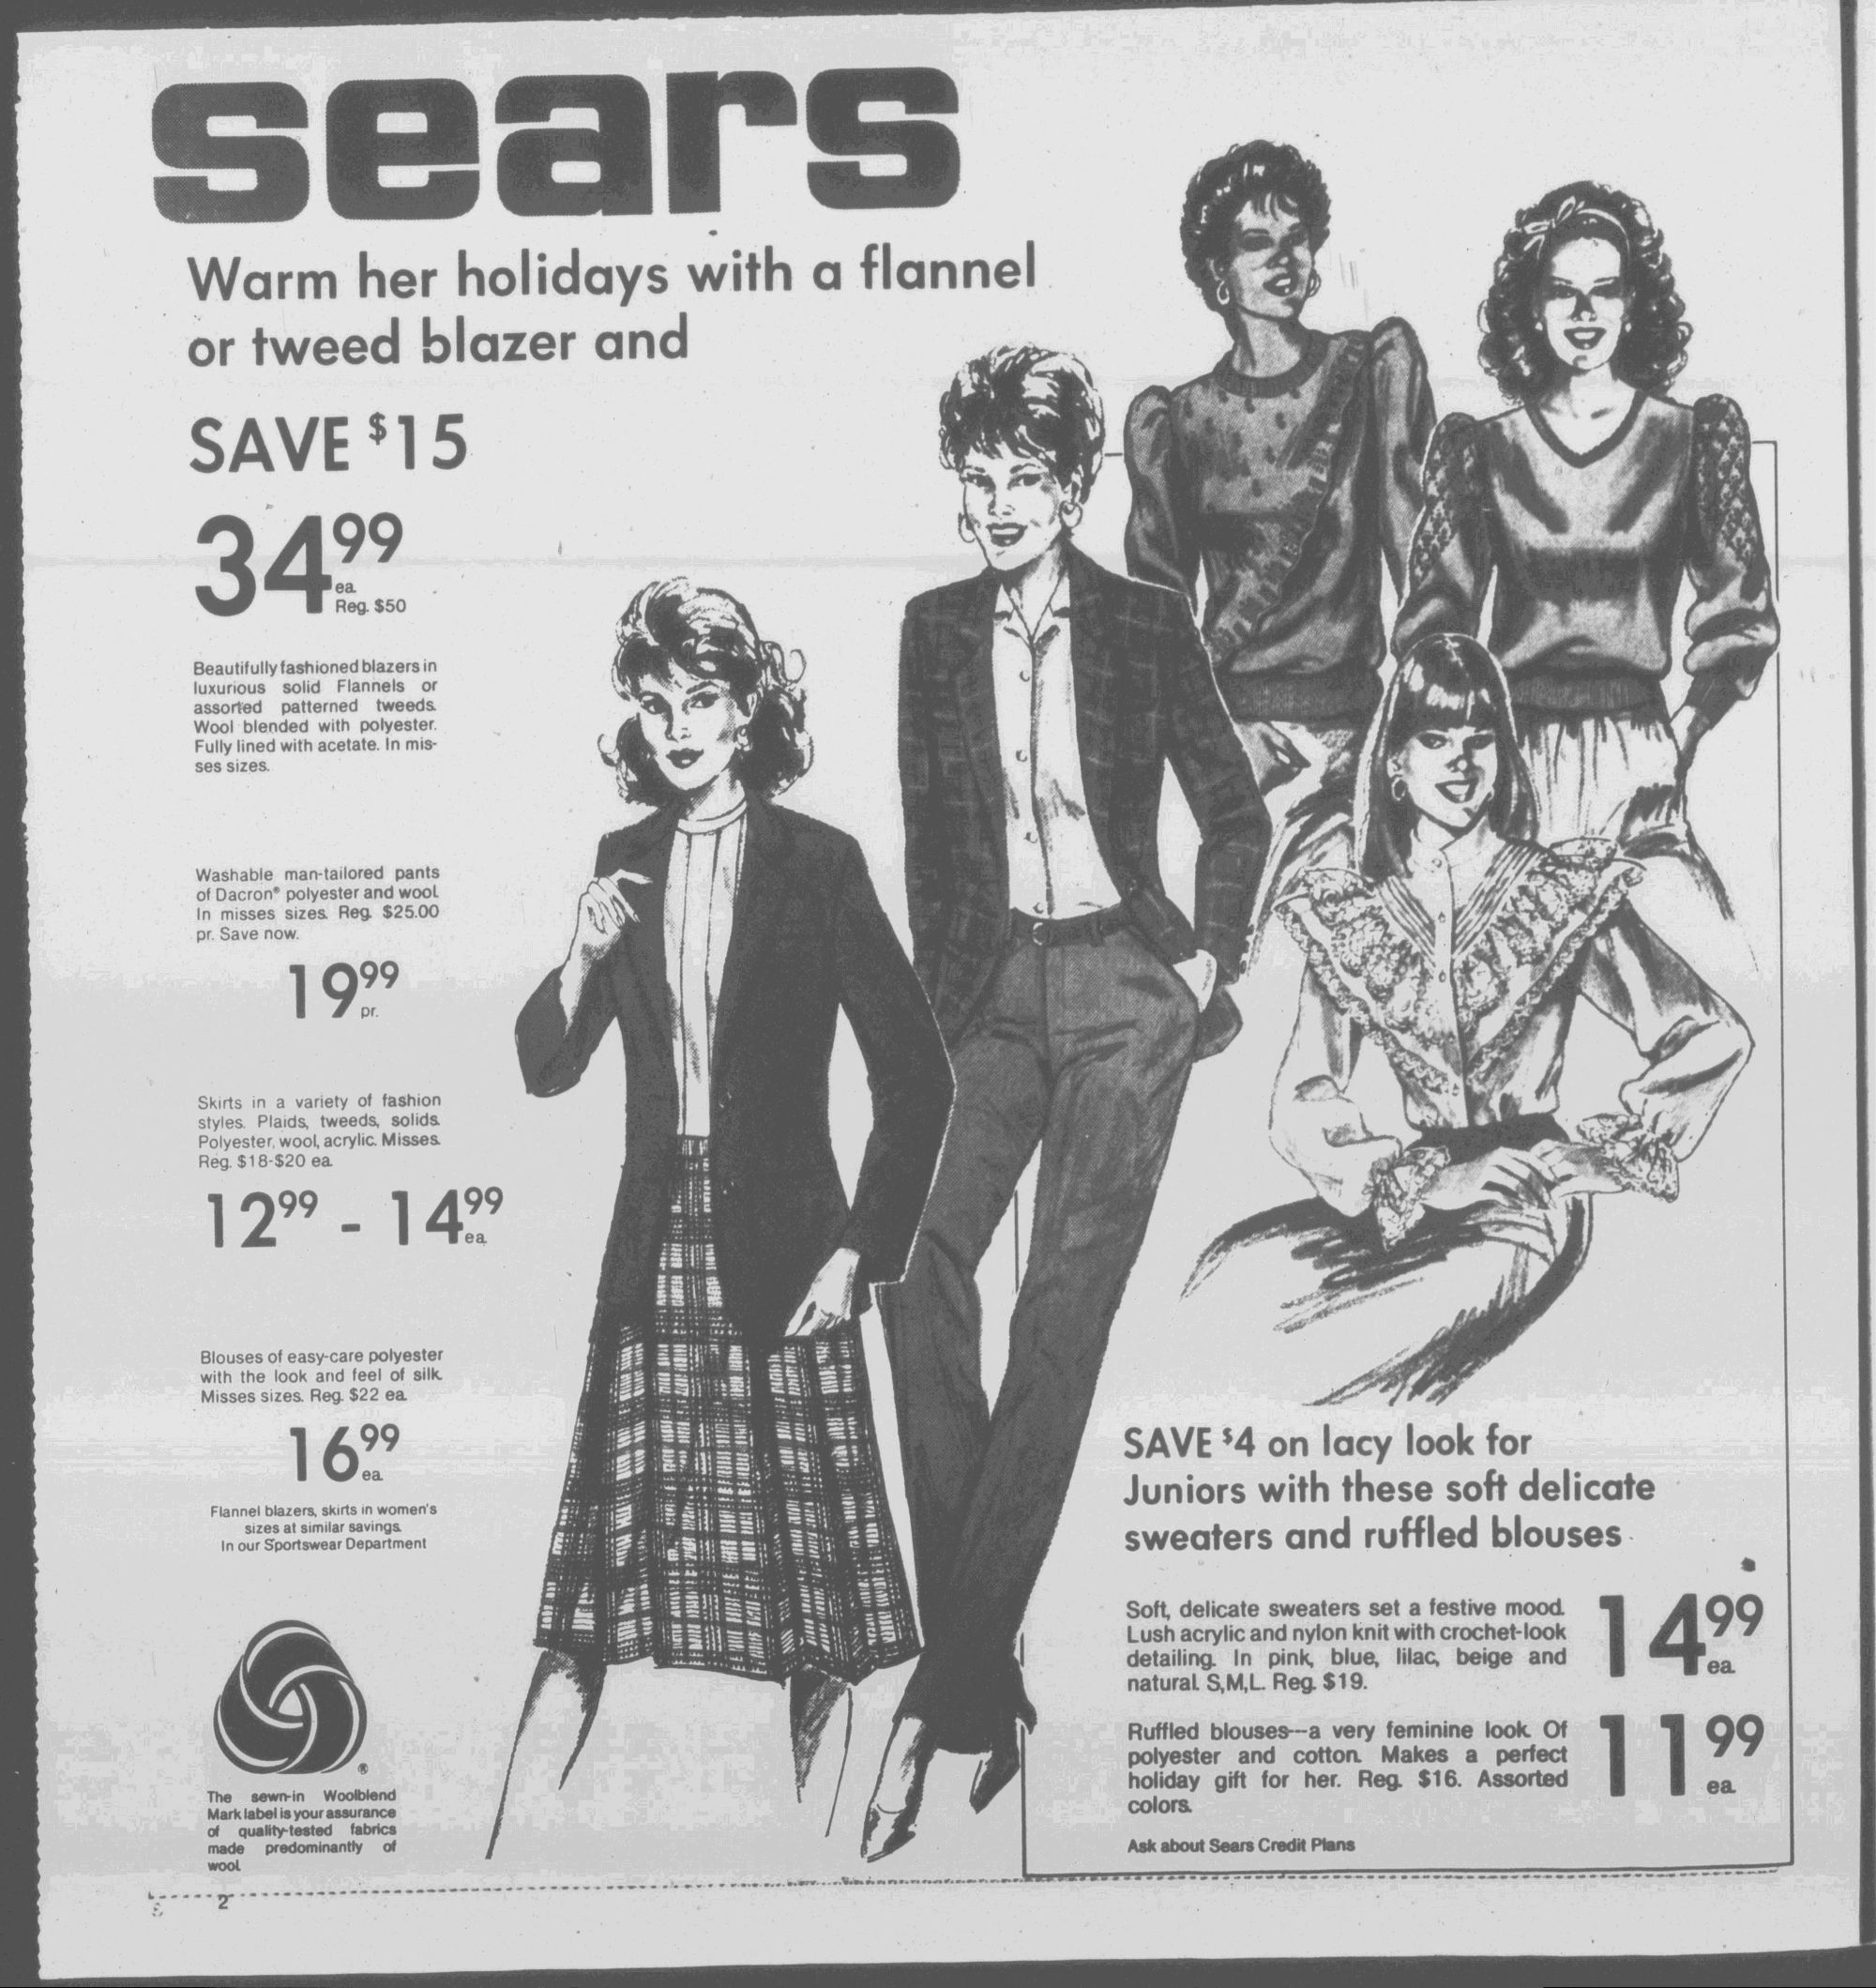 sears
Warm her holidays with a flannel
or tweed blazer and
SAVE $15
34 99
ea.
Reg. $50
Beautifully fashioned blazers in
luxurious solid Flannels or
assorted patterned tweeds.
Wool blended with polyester.
Fully lined with acetate. In mis-
ses sizes.
Washable man-tailored pants
of Dacron® polyester and wool.
In misses sizes. Reg. $25.00
pr. Save now.
19 99
pr.
Skirts in a variety of fashion
styles. Plaids, tweeds, solids.
Polyester, wool, acrylic. Misses.
Reg. $18-$20 ea.
12 99 - 14 99
ea.
Blouses of easy-care polyester
with the look and feel of silk.
Misses sizes. Reg. $22 ea.
16 99
ea.
Flannel blazers, skirts in women's
sizes at similar savings.
In our Sportswear Department
®
The sewn-in Woolblend
Mark label is your assurance
of quality-tested fabrics
made predominantly of
wool.
SAVE $4 on lacy look for
Juniors with these soft delicate
sweaters and ruffled blouses
Soft, delicate sweaters set a festive mood.
Lush acrylic and nylon knit with crochet-look
detailing. In pink, blue, lilac, beige and
natural. S,M,L. Reg. $19.
14 99
ea.
Ruffled blouses--a very feminine look. Of
polyester and cotton. Makes a perfect
holiday gift for her. Reg. $16. Assorted
colors.
11 99
ea.
Ask about Sears Credit Plans
2